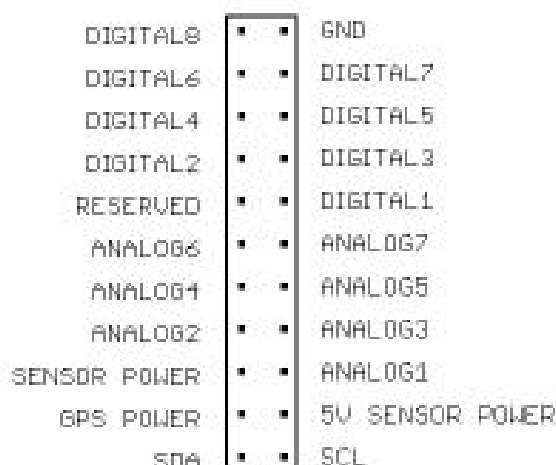 DIGITAL8 GND
DIGITAL6 DIGITAL7
DIGITAL4 DIGITAL5
DIGITAL2 DIGITAL3
RESERVED DIGITAL1
ANALOG6 ANALOG7
ANALOG4 ANALOG5
ANALOG2 ANALOG3
SENSOR POWER ANALOG1
GPS POWER 5V SENSOR POWER
SDA SCL